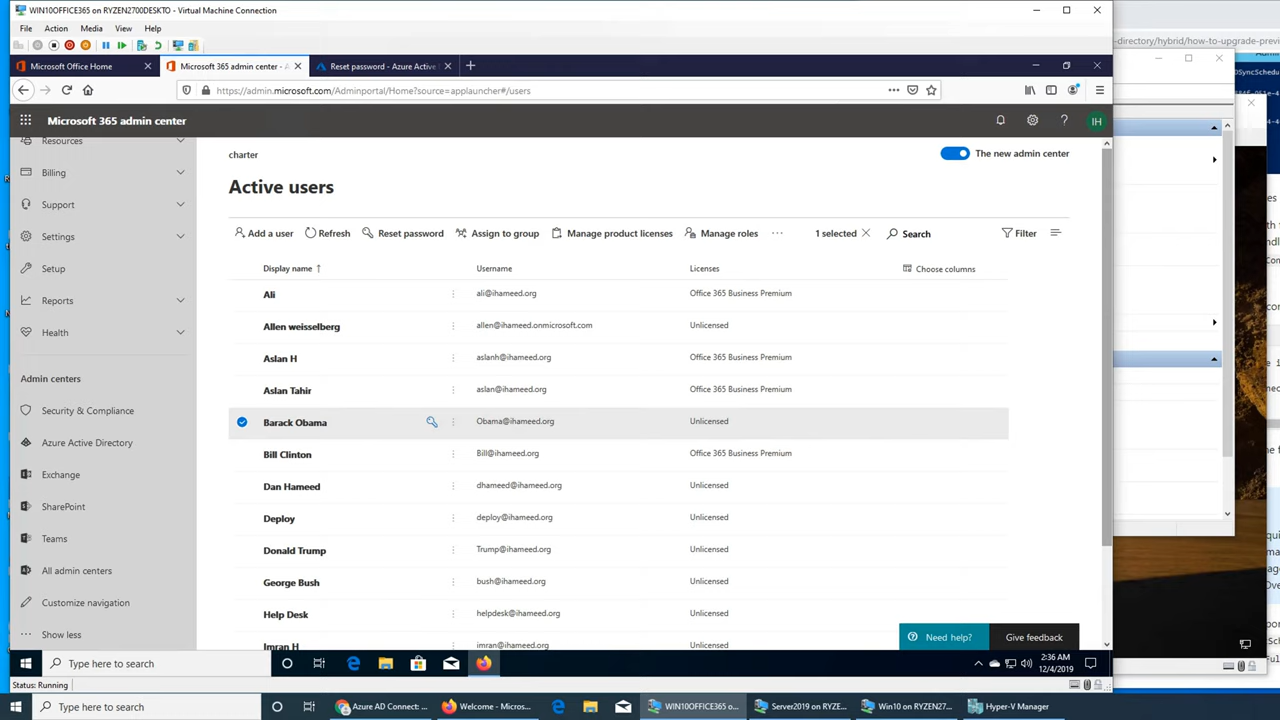 WIN10OFFICE365 on RYZEN2700DESKTO - Virtual Machine Connection
File Action Media View Help
Microsoft Office Home
Microsoft 365 admin center - A
Reset password - Azure Active
https://admin.microsoft.com/Adminportal/Home?source=applauncher#/users
-directory/hybrid/how-to-upgrade-previ
Microsoft 365 admin center
IH
Resources
Billing
Support
Settings
Setup
Reports
Health
Admin centers
Security & Compliance
Azure Active Directory
Exchange
SharePoint
Teams
All admin centers
Customize navigation
Show less
charter
The new admin center
Active users
Add a user Refresh Reset password Assign to group Manage product licenses Manage roles ... 1 selected Search Filter
Display name ↑ Username Licenses Choose columns
Ali ali@ihameed.org Office 365 Business Premium
Allen weisselberg allen@ihameed.onmicrosoft.com Unlicensed
Aslan H aslanh@ihameed.org Office 365 Business Premium
Aslan Tahir aslan@ihameed.org Office 365 Business Premium
Barack Obama Obama@ihameed.org Unlicensed
Bill Clinton Bill@ihameed.org Office 365 Business Premium
Dan Hameed dhameed@ihameed.org Unlicensed
Deploy deploy@ihameed.org Unlicensed
Donald Trump Trump@ihameed.org Unlicensed
George Bush bush@ihameed.org Unlicensed
Help Desk helpdesk@ihameed.org Unlicensed
Imran H imran@ihameed.org
Need help? Give feedback
Type here to search
2:36 AM
12/4/2019
Status: Running
Type here to search
Azure AD Connect: ...
Welcome - Micros...
WIN10OFFICE365 o...
Server2019 on RYZE...
Win10 on RYZEN27...
Hyper-V Manager